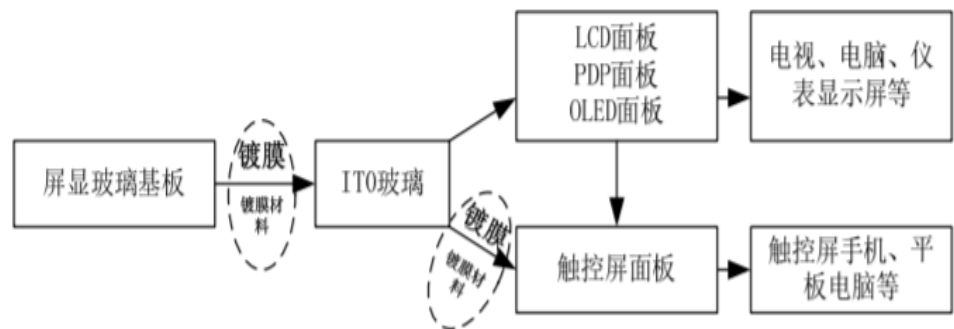 屏显玻璃基板
镀膜
镀膜材
料
ITO玻璃
LCD面板
PDP面板
OLED面板
电视、电脑、仪
表显示屏等
镀膜
镀膜材
料
触控屏面板
触控屏手机、平
板电脑等